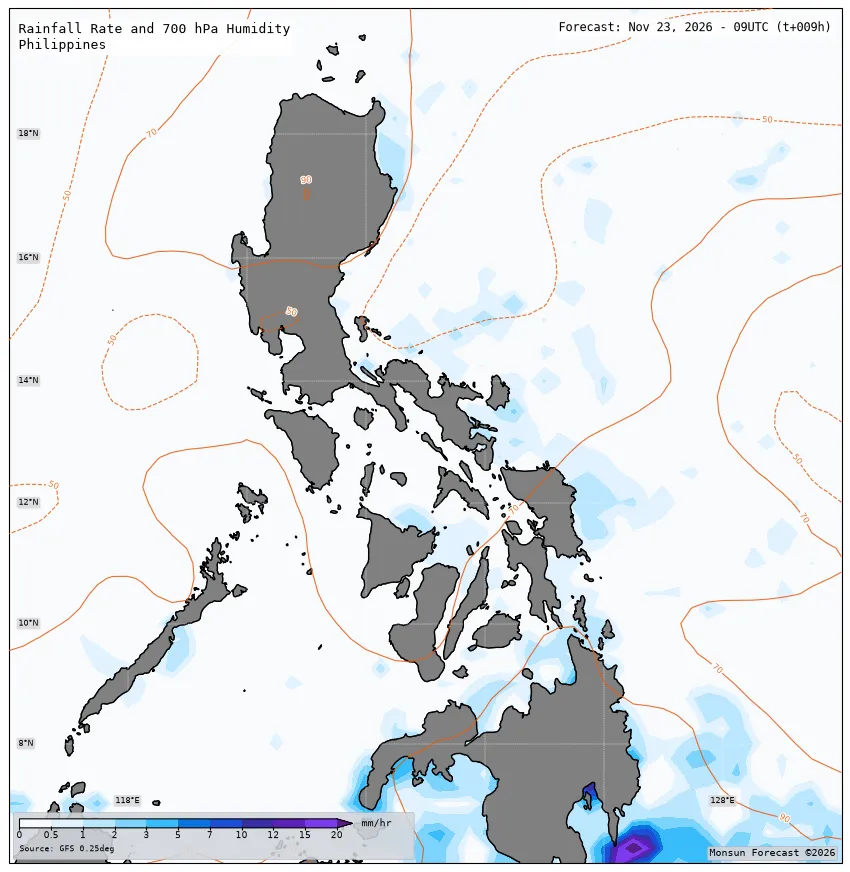 Rainfall Rate and 700 hPa Humidity
Philippines
Forecast: Nov 23, 2026 - 09UTC (t+009h)
50
70
18°N
90
50
16°N
50
50
14°N
50
50
12°N
70
70
10°N
70
8°N
118°E
128°E
90
mm/hr
0 0.5 1 2 3 5 7 10 12 15 20
Source: GFS 0.25deg
Monsun Forecast ©2026